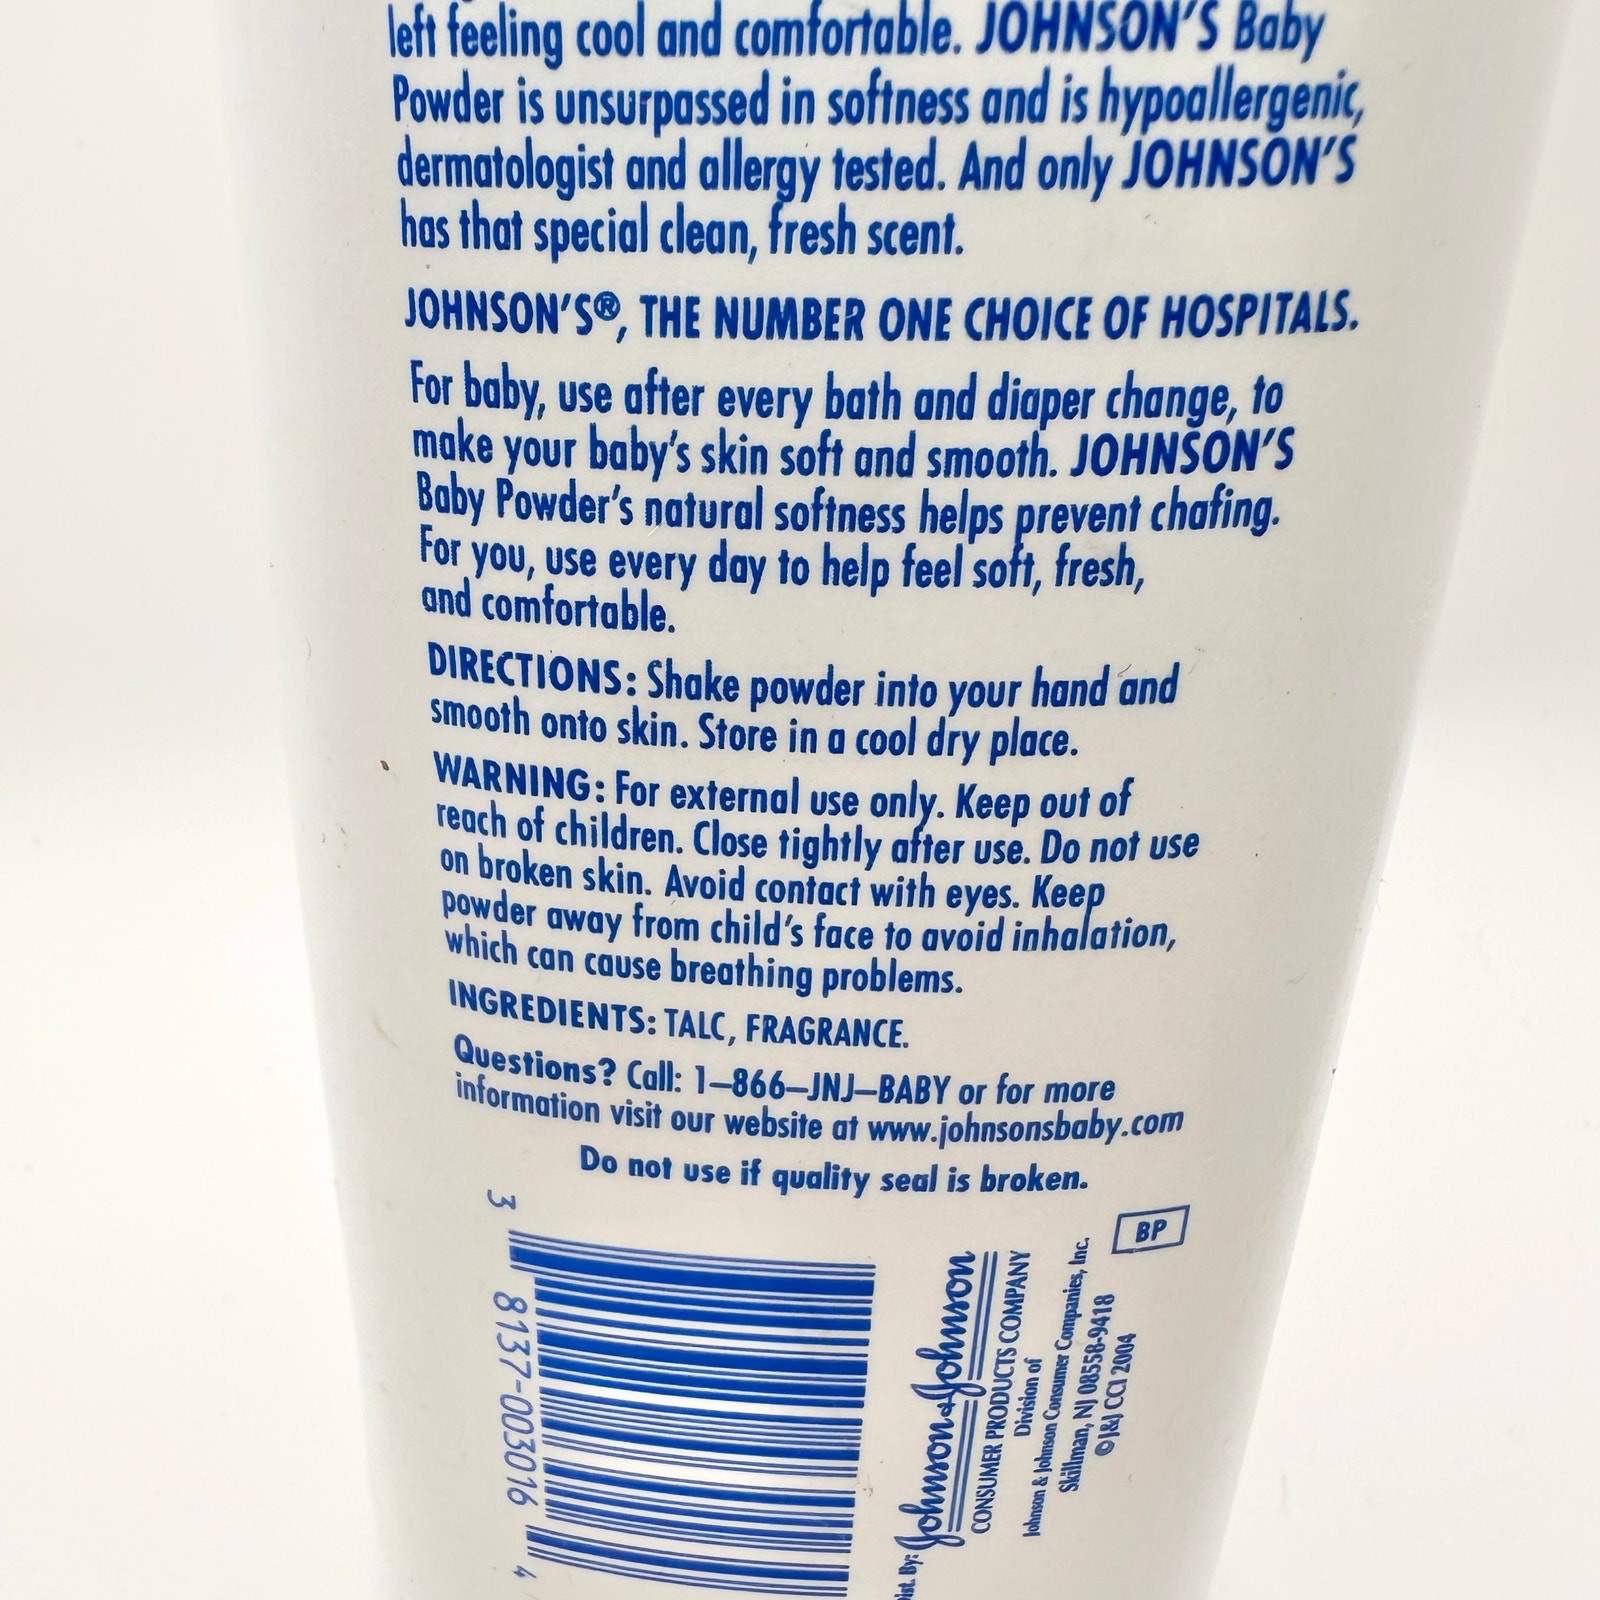 left feeling cool and comfortable. JOHNSON'S Baby
Powder is unsurpassed in softness and is hypoallergenic,
dermatologist and allergy tested. And only JOHNSON'S
has that special clean, fresh scent.
JOHNSON'S®, THE NUMBER ONE CHOICE OF HOSPITALS.
For baby, use after every bath and diaper change, to
make your baby's skin soft and smooth. JOHNSON'S
Baby Powder's natural softness helps prevent chafing.
For you, use every day to help feel soft, fresh,
and comfortable.
DIRECTIONS: Shake powder into your hand and
smooth onto skin. Store in a cool dry place.
WARNING: For external use only. Keep out of
reach of children. Close tightly after use. Do not use
on broken skin. Avoid contact with eyes. Keep
powder away from child's face to avoid inhalation,
which can cause breathing problems.
INGREDIENTS: TALC, FRAGRANCE.
Questions? Call: 1–866–JNJ–BABY or for more
information visit our website at www.johnsonsbaby.com
Do not use if quality seal is broken.
3 8137-003016 4
Dist. By: Johnson & Johnson
CONSUMER PRODUCTS COMPANY
Division of
Johnson & Johnson Consumer Companies, Inc.
Skillman, NJ 08558-9418
©J&J CCI 2004
BP